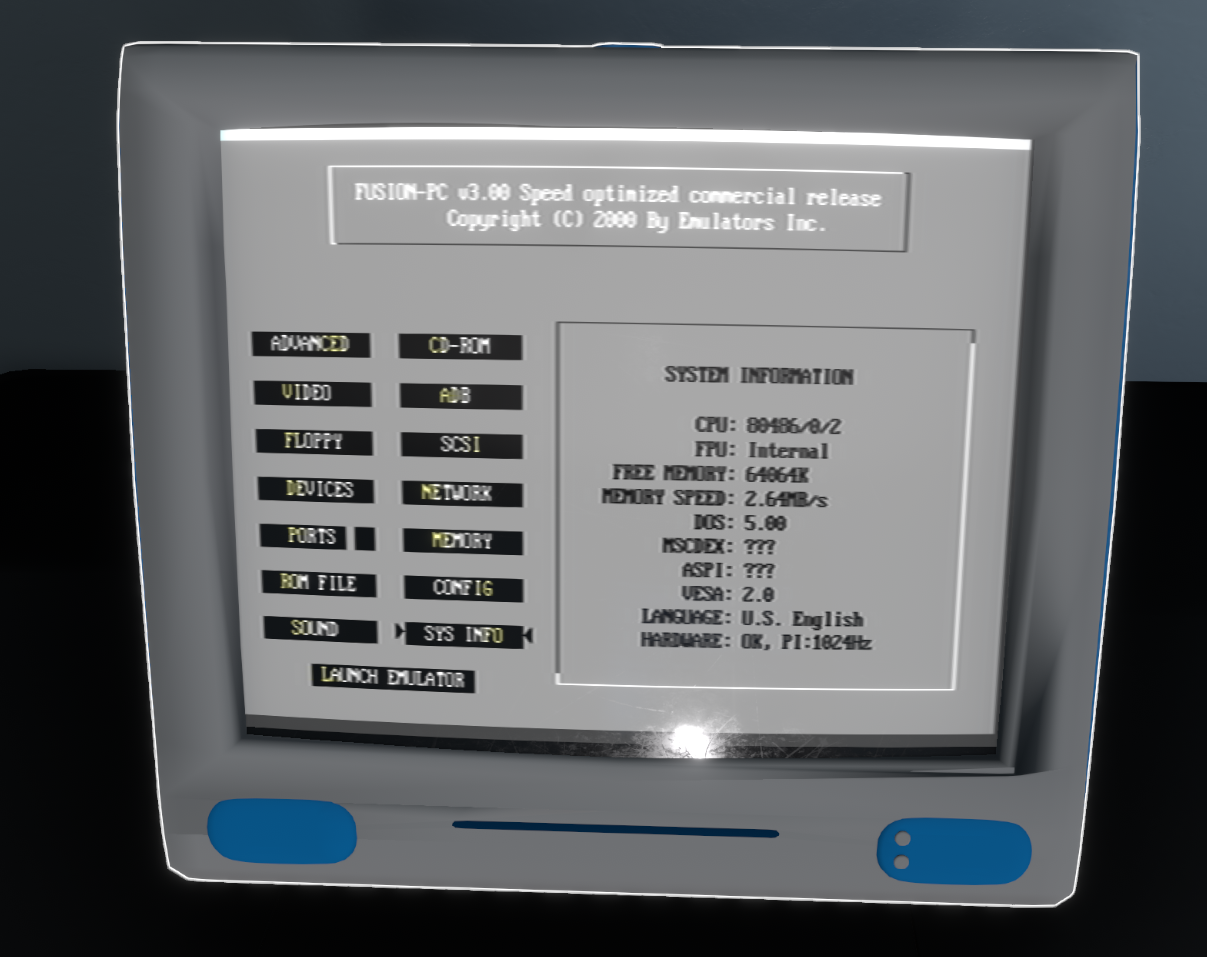 FUSION-PC v3.00 Speed optimized commercial release
Copyright (C) 2000 By Emulators Inc.
ADVANCED
CD-ROM
VIDEO
ADB
FLOPPY
SCSI
DEVICES
NETWORK
PORTS
MEMORY
ROM FILE
CONFIG
SOUND
SYS INFO
LAUNCH EMULATOR
SYSTEM INFORMATION
CPU: 80486/0/2
FPU: Internal
FREE MEMORY: 64064K
MEMORY SPEED: 2.64MB/s
DOS: 5.00
MSCDEX: ???
ASPI: ???
VESA: 2.0
LANGUAGE: U.S. English
HARDWARE: OK, PI:1024Hz